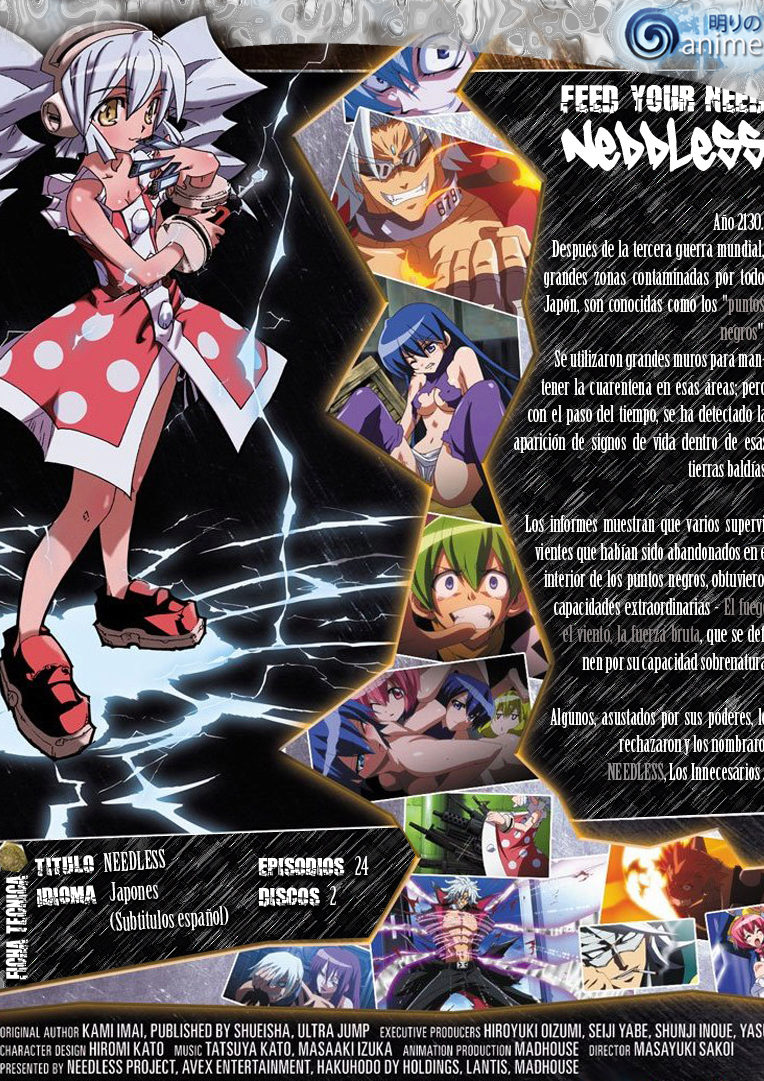 明りの
anime
FEED YOUR NEED
NEDDLESS
679
Año 2130.
Después de la tercera guerra mundial,
grandes zonas contaminadas por todo
Japón, son conocidas como los "puntos
negros"
Se utilizaron grandes muros para man-
tener la cuarentena en esas áreas; pero
con el paso del tiempo, se ha detectado la
aparición de signos de vida dentro de esas
tierras baldías
Los informes muestran que varios supervi
vientes que habían sido abandonados en e
interior de los puntos negros, obtuviero
capacidades extraordinarias - El fuego
el viento, la fuerza bruta, que se def
nen por su capacidad sobrenatura
Algunos, asustados por sus poderes, lo
rechazaron y los nombraro
NEEDLESS, Los Innecesarios.
FICHA TECNICA
TITULO NEEDLESS
IDIOMA Japones
(Subtitulos español)
EPISODIOS 24
DISCOS 2
ORIGINAL AUTHOR KAMI IMAI, PUBLISHED BY SHUEISHA, ULTRA JUMP EXECUTIVE PRODUCERS HIROYUKI OIZUMI, SEIJI YABE, SHUNJI INOUE, YASU
CHARACTER DESIGN HIROMI KATO MUSIC TATSUYA KATO, MASAAKI IZUKA ANIMATION PRODUCTION MADHOUSE DIRECTOR MASAYUKI SAKOI
PRESENTED BY NEEDLESS PROJECT, AVEX ENTERTAINMENT, HAKUHODO DY HOLDINGS, LANTIS, MADHOUSE